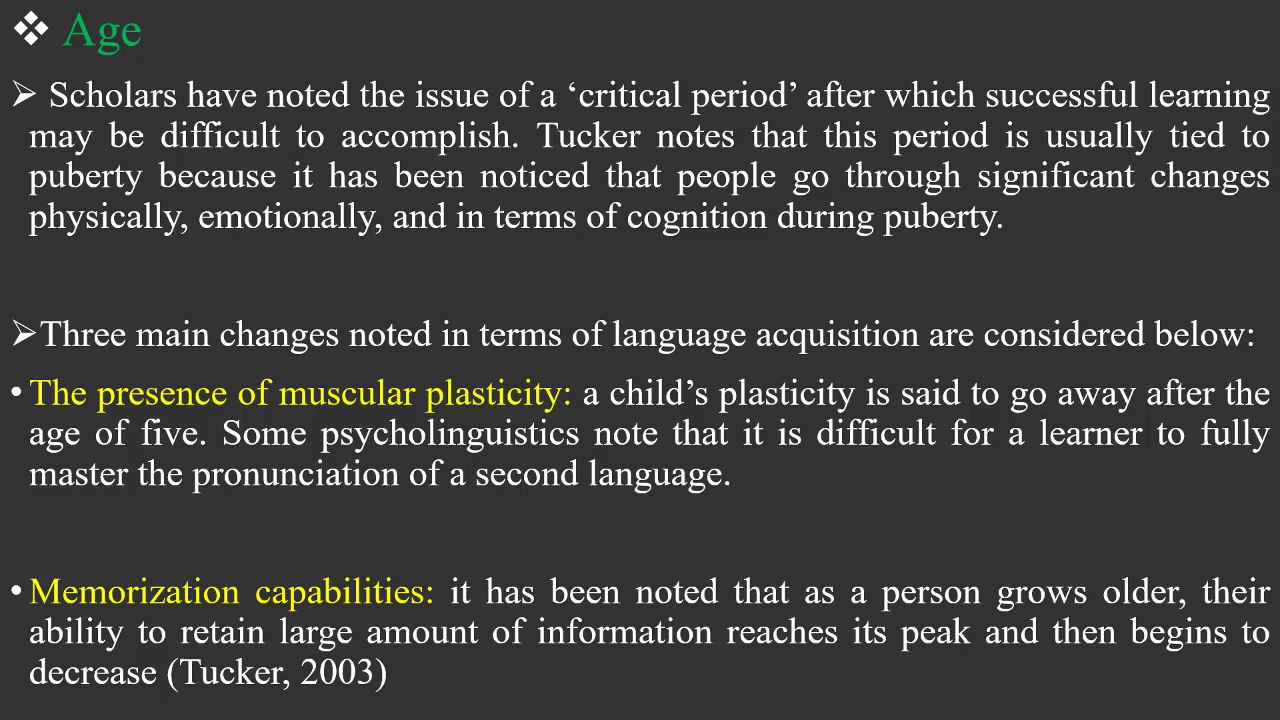 ❖ Age
➢ Scholars have noted the issue of a ‘critical period’ after which successful learning
may be difficult to accomplish. Tucker notes that this period is usually tied to
puberty because it has been noticed that people go through significant changes
physically, emotionally, and in terms of cognition during puberty.
➢Three main changes noted in terms of language acquisition are considered below:
• The presence of muscular plasticity: a child’s plasticity is said to go away after the
age of five. Some psycholinguistics note that it is difficult for a learner to fully
master the pronunciation of a second language.
• Memorization capabilities: it has been noted that as a person grows older, their
ability to retain large amount of information reaches its peak and then begins to
decrease (Tucker, 2003)